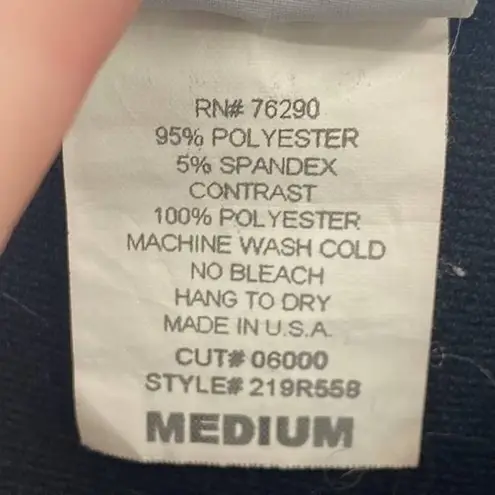 RN# 76290
95% POLYESTER
5% SPANDEX
CONTRAST
100% POLYESTER
MACHINE WASH COLD
NO BLEACH
HANG TO DRY
MADE IN U.S.A.
CUT# 06000
STYLE# 219R558
MEDIUM